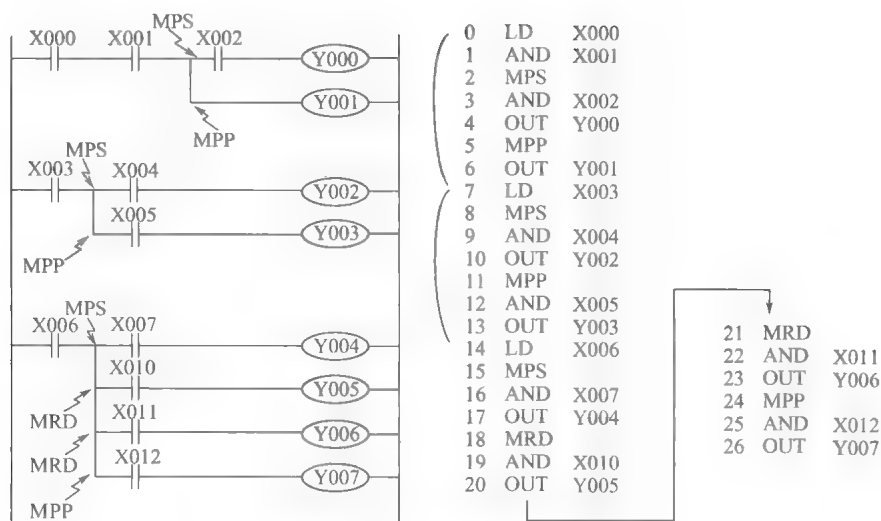 MPS
X000 X001 X002
Y000
Y001
MPP
MPS
X003 X004
Y002
X005
Y003
MPP
MPS
X006 X007
Y004
X010
Y005
MRD
X011
Y006
MRD
X012
Y007
MPP
0 LD X000
1 AND X001
2 MPS
3 AND X002
4 OUT Y000
5 MPP
6 OUT Y001
7 LD X003
8 MPS
9 AND X004
10 OUT Y002
11 MPP
12 AND X005
13 OUT Y003
14 LD X006
15 MPS
16 AND X007
17 OUT Y004
18 MRD
19 AND X010
20 OUT Y005
21 MRD
22 AND X011
23 OUT Y006
24 MPP
25 AND X012
26 OUT Y007